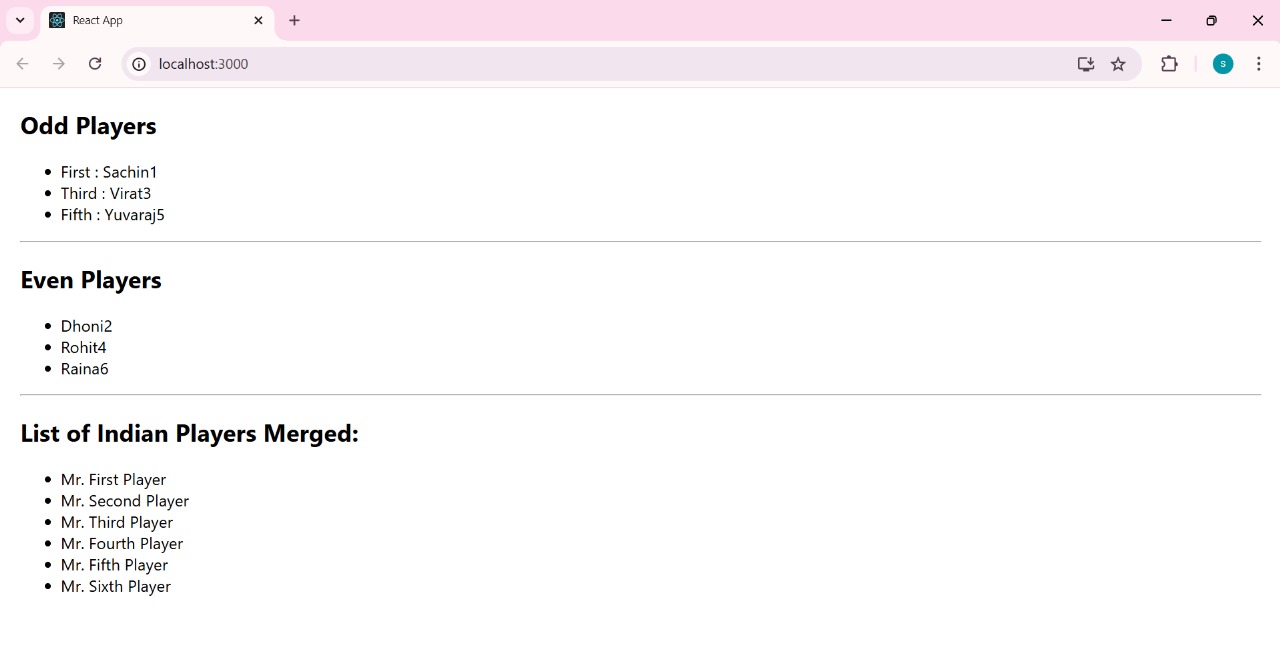 React App
localhost:3000
s
Odd Players
First : Sachin1
Third : Virat3
Fifth : Yuvaraj5
Even Players
Dhoni2
Rohit4
Raina6
List of Indian Players Merged:
Mr. First Player
Mr. Second Player
Mr. Third Player
Mr. Fourth Player
Mr. Fifth Player
Mr. Sixth Player